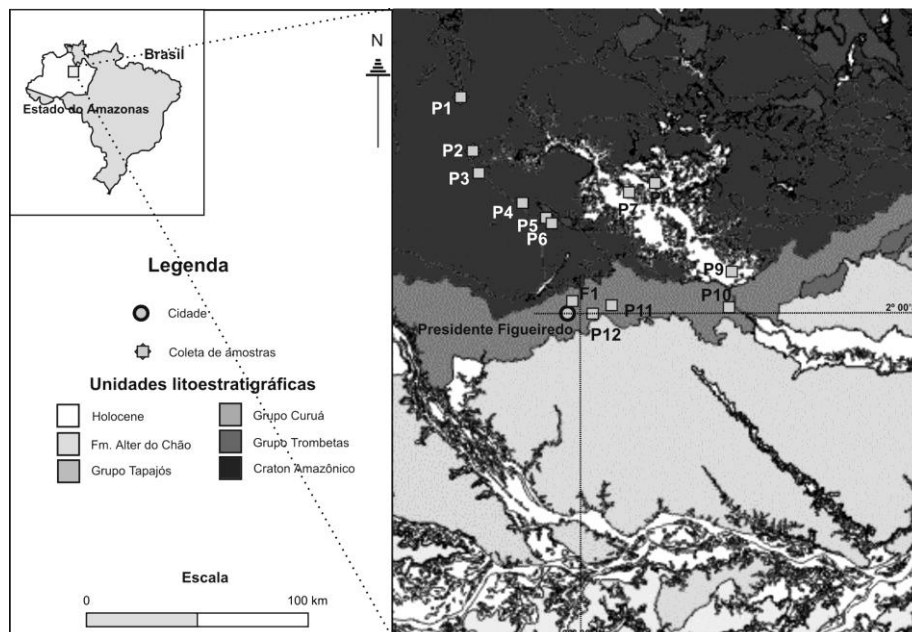 Brasil
Estado do Amazonas
N
Legenda
Cidade
Coleta de amostras
Unidades litoestratigráficas
Holocene
Fm. Alter do Chão
Grupo Tapajós
Grupo Curuá
Grupo Trombetas
Craton Amazônico
Escala
0 100 km
P1
P2
P3
P4
P5
P6
P7
P9
P10
F1
P11
P12
Presidente Figueiredo
2° 00'